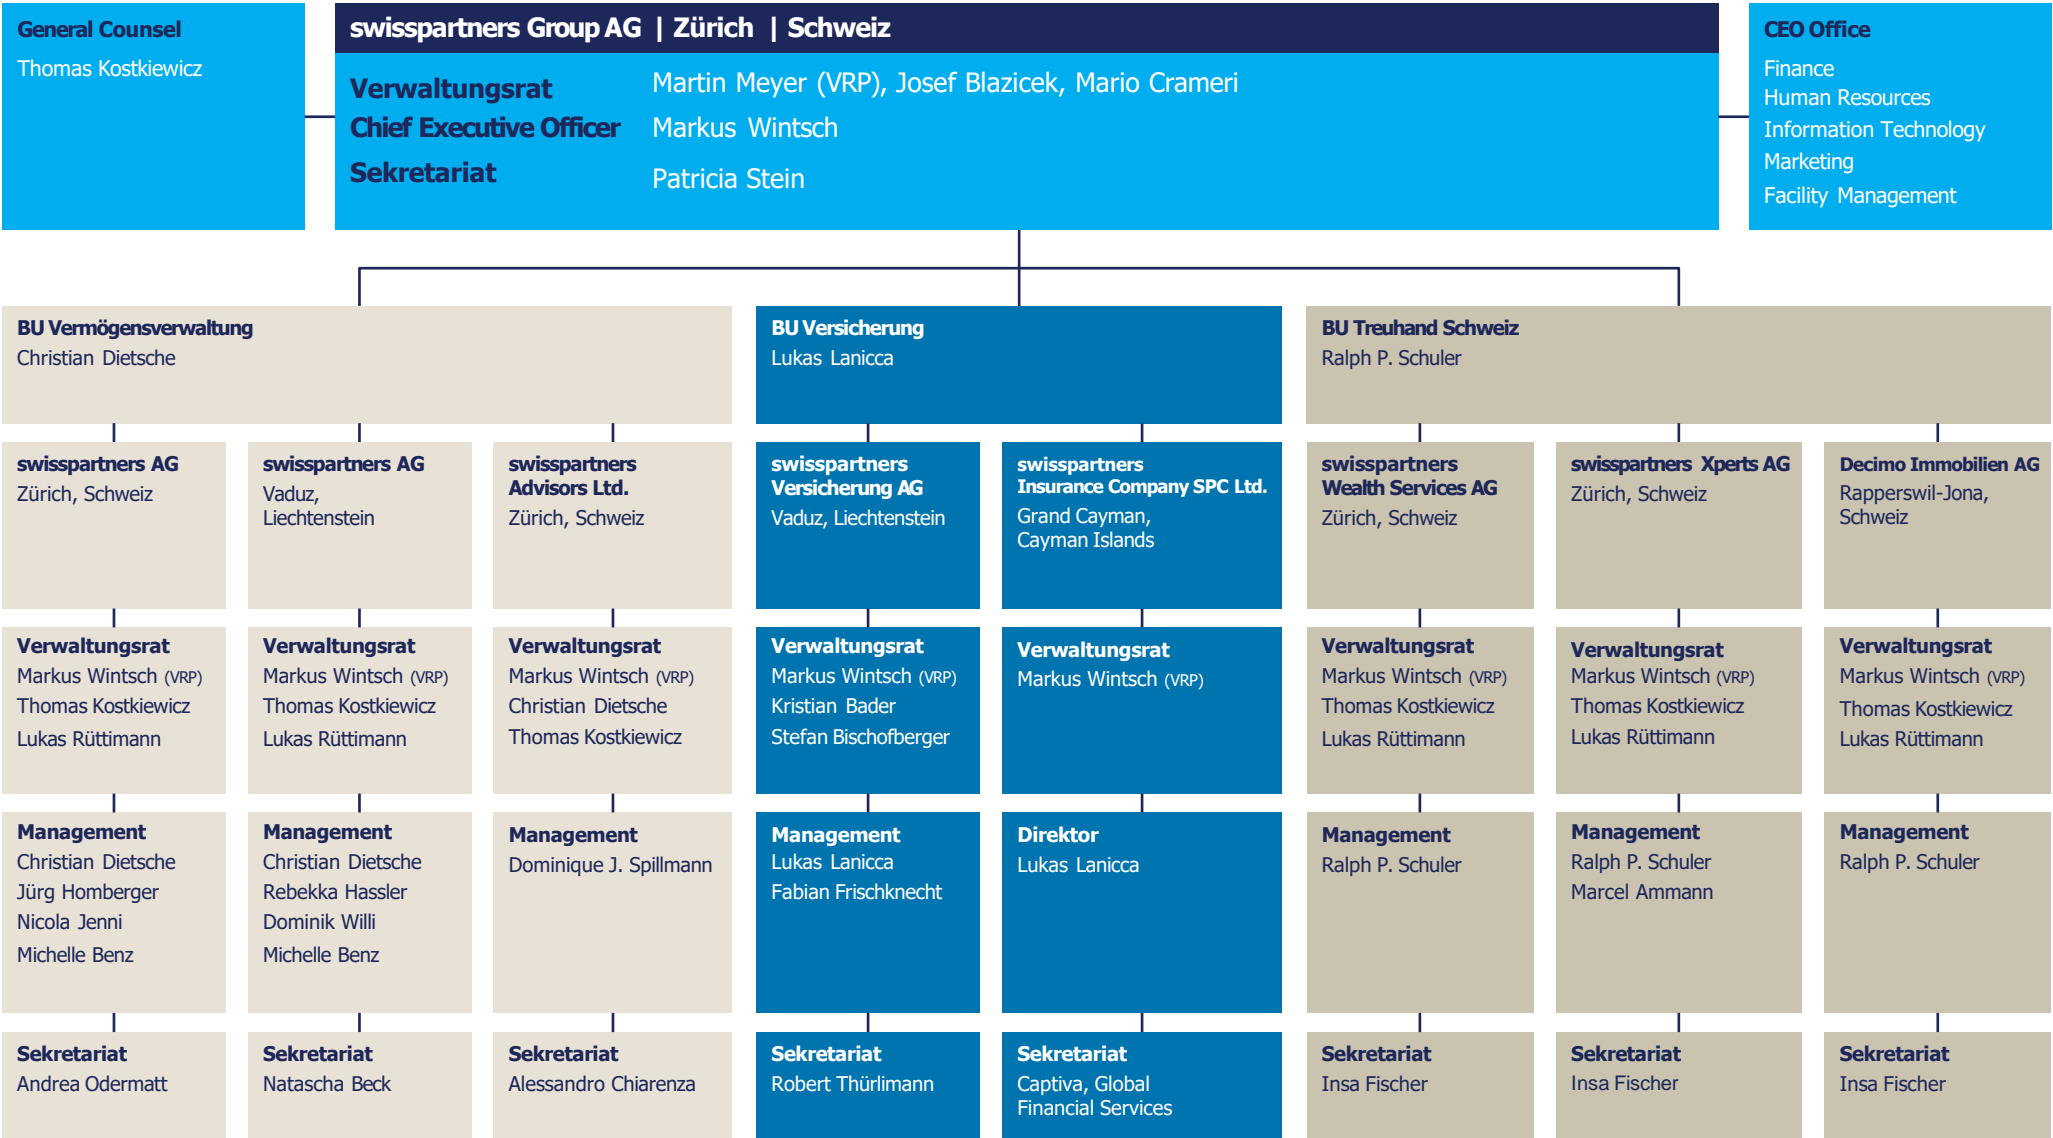 General Counsel
Thomas Kostkiewicz
swisspartners Group AG | Zürich | Schweiz
Verwaltungsrat Martin Meyer (VRP), Josef Blazicek, Mario Crameri
Chief Executive Officer Markus Wintsch
Sekretariat Patricia Stein
CEO Office
Finance
Human Resources
Information Technology
Marketing
Facility Management
BU Vermögensverwaltung
Christian Dietsche
BU Versicherung
Lukas Lanicca
BU Treuhand Schweiz
Ralph P. Schuler
swisspartners AG
Zürich, Schweiz
swisspartners AG
Vaduz,
Liechtenstein
swisspartners
Advisors Ltd.
Zürich, Schweiz
swisspartners
Versicherung AG
Vaduz, Liechtenstein
swisspartners
Insurance Company SPC Ltd.
Grand Cayman,
Cayman Islands
swisspartners
Wealth Services AG
Zürich, Schweiz
swisspartners Xperts AG
Zürich, Schweiz
Decimo Immobilien AG
Rapperswil-Jona,
Schweiz
Verwaltungsrat
Markus Wintsch (VRP)
Thomas Kostkiewicz
Lukas Rüttimann
Verwaltungsrat
Markus Wintsch (VRP)
Thomas Kostkiewicz
Lukas Rüttimann
Verwaltungsrat
Markus Wintsch (VRP)
Christian Dietsche
Thomas Kostkiewicz
Verwaltungsrat
Markus Wintsch (VRP)
Kristian Bader
Stefan Bischofberger
Verwaltungsrat
Markus Wintsch (VRP)
Verwaltungsrat
Markus Wintsch (VRP)
Thomas Kostkiewicz
Lukas Rüttimann
Verwaltungsrat
Markus Wintsch (VRP)
Thomas Kostkiewicz
Lukas Rüttimann
Verwaltungsrat
Markus Wintsch (VRP)
Thomas Kostkiewicz
Lukas Rüttimann
Management
Christian Dietsche
Jürg Homberger
Nicola Jenni
Michelle Benz
Management
Christian Dietsche
Rebekka Hassler
Dominik Willi
Michelle Benz
Management
Dominique J. Spillmann
Management
Lukas Lanicca
Fabian Frischknecht
Direktor
Lukas Lanicca
Management
Ralph P. Schuler
Management
Ralph P. Schuler
Marcel Ammann
Management
Ralph P. Schuler
Sekretariat
Andrea Odermatt
Sekretariat
Natascha Beck
Sekretariat
Alessandro Chiarenza
Sekretariat
Robert Thürlimann
Sekretariat
Captiva, Global
Financial Services
Sekretariat
Insa Fischer
Sekretariat
Insa Fischer
Sekretariat
Insa Fischer